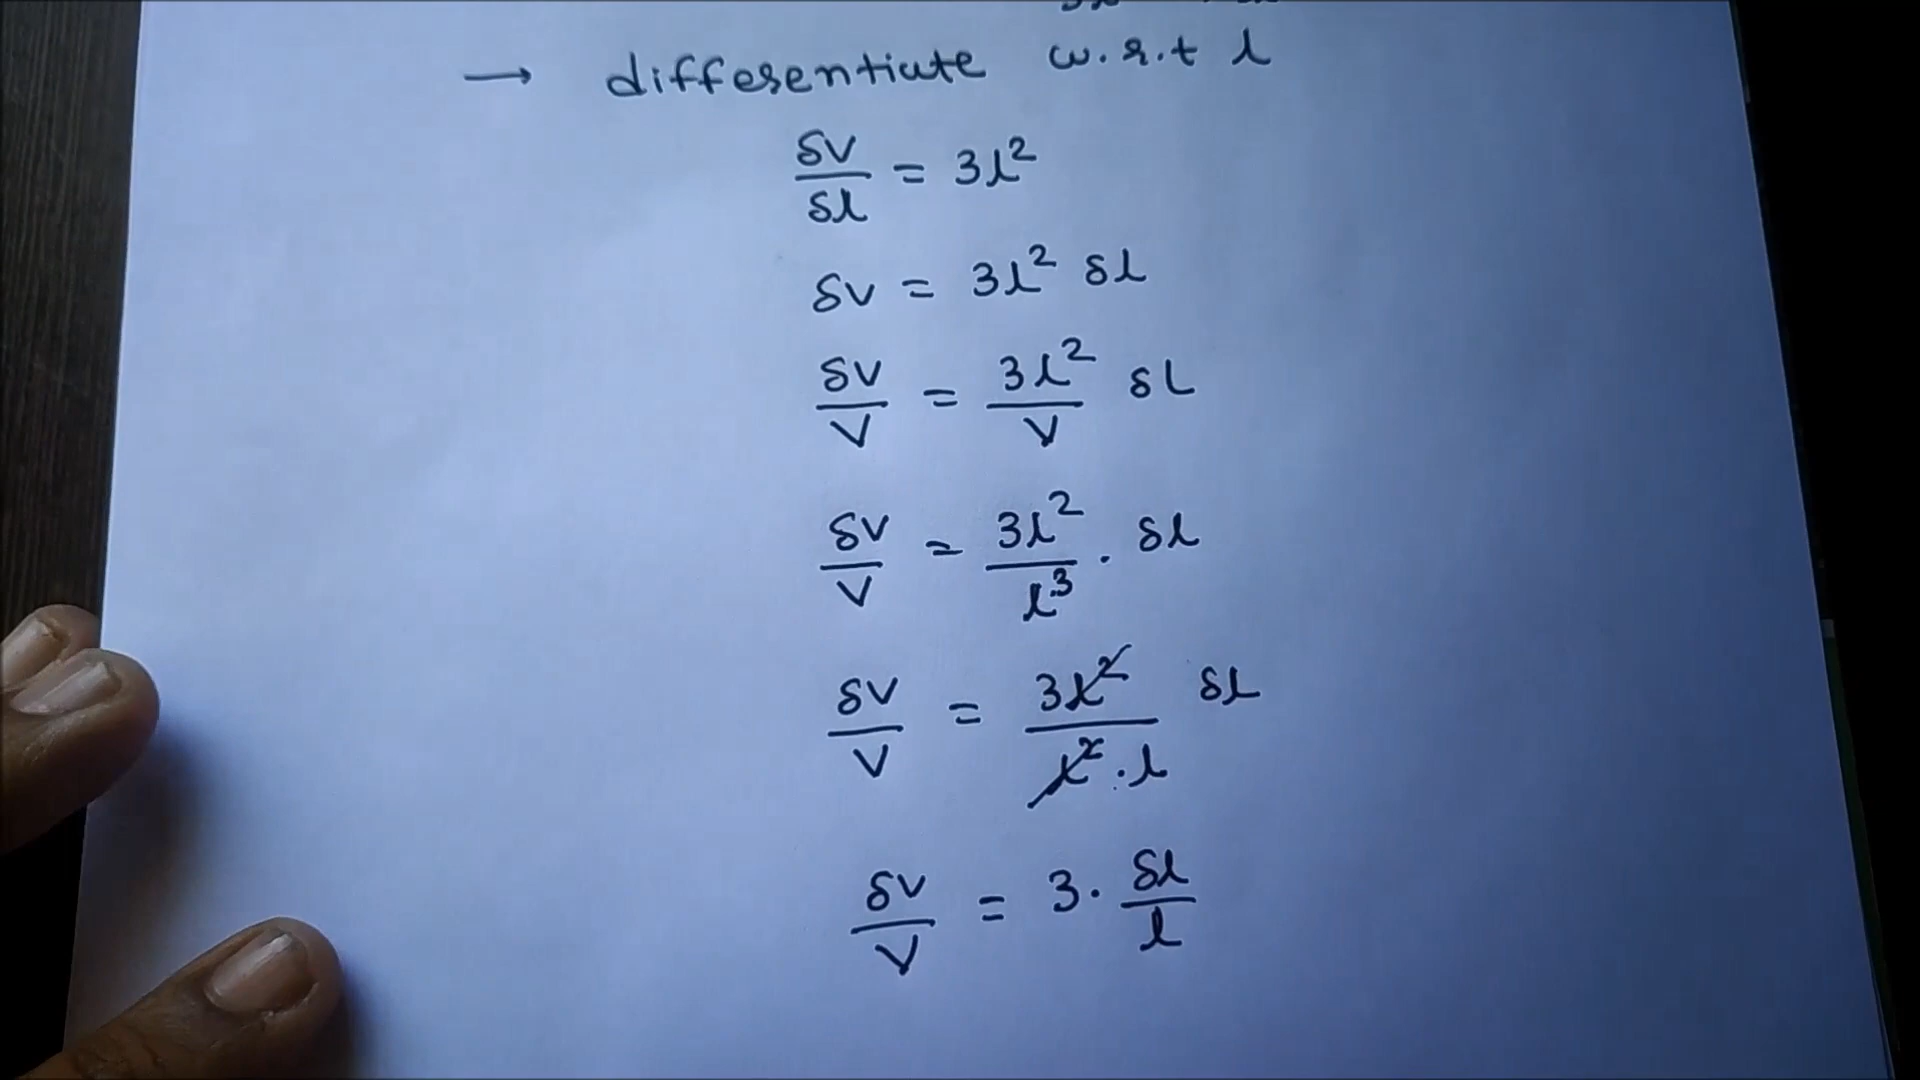 → differentiate w.r.t l
δV/δl = 3l²
δV = 3l² δl
δV/V = 3l²/V δL
δV/V = 3l²/l³ . δl
δV/V = 3l²/l².l δl
δV/V = 3. δl/l